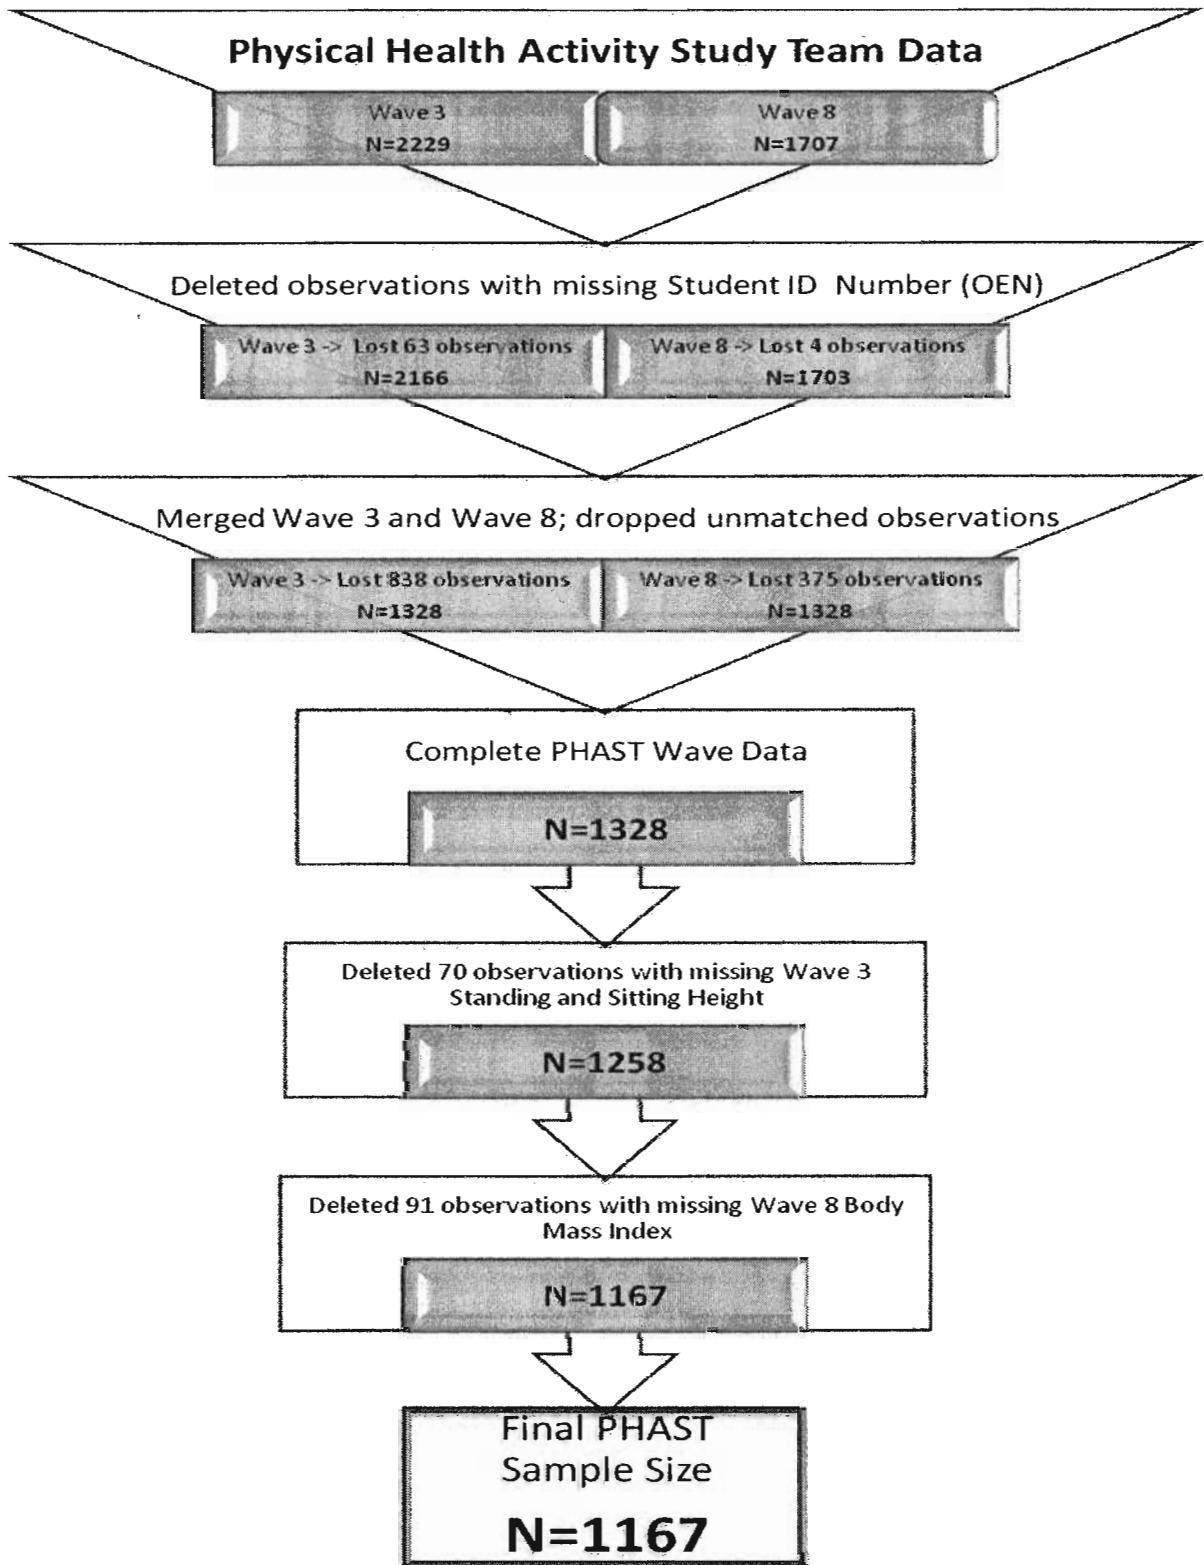 Physical Health Activity Study Team Data
Wave 3
N=2229
Wave 8
N=1707
Deleted observations with missing Student ID Number (OEN)
Wave 3 -> Lost 63 observations
N=2166
Wave 8 -> Lost 4 observations
N=1703
Merged Wave 3 and Wave 8; dropped unmatched observations
Wave 3 -> Lost 838 observations
N=1328
Wave 8 -> Lost 375 observations
N=1328
Complete PHAST Wave Data
N=1328
Deleted 70 observations with missing Wave 3
Standing and Sitting Height
N=1258
Deleted 91 observations with missing Wave 8 Body
Mass Index
N=1167
Final PHAST
Sample Size
N=1167